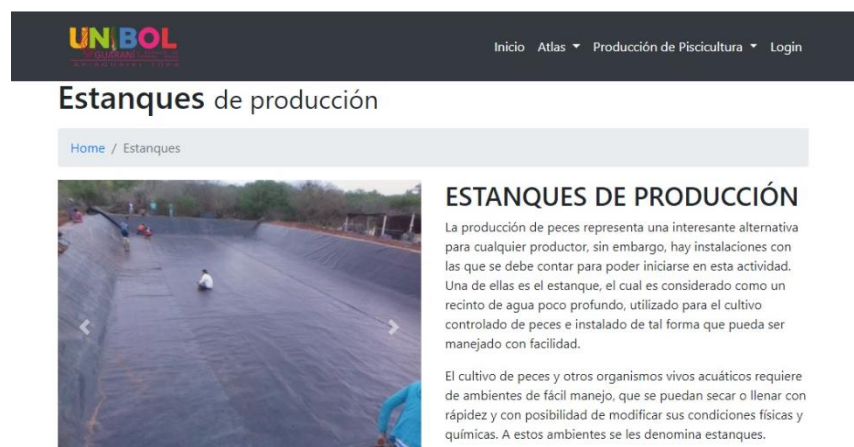 UNIBOL
GUARANÍ
Inicio Atlas Producción de Piscicultura Login
Estanques de producción
Home / Estanques
ESTANQUES DE PRODUCCIÓN
La producción de peces representa una interesante alternativa
para cualquier productor, sin embargo, hay instalaciones con
las que se debe contar para poder iniciarse en esta actividad.
Una de ellas es el estanque, el cual es considerado como un
recinto de agua poco profundo, utilizado para el cultivo
controlado de peces e instalado de tal forma que pueda ser
manejado con facilidad.
El cultivo de peces y otros organismos vivos acuáticos requiere
de ambientes de fácil manejo, que se puedan secar o llenar con
rápidez y con posibilidad de modificar sus condiciones físicas y
químicas. A estos ambientes se les denomina estanques.